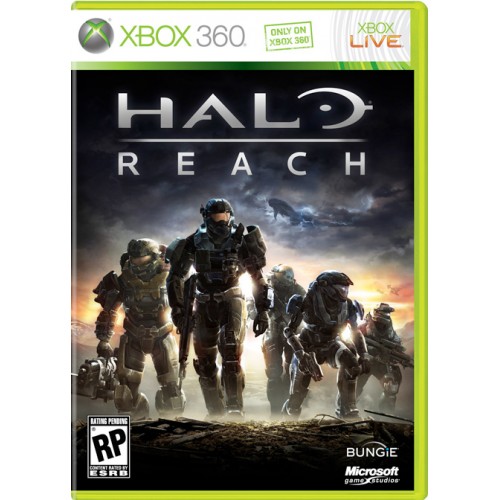 XBOX 360
ONLY ON
XBOX 360
XBOX
LIVE
HALO
REACH
RATING PENDING
RP
CONTENT RATED BY
ESRB
BUNGIE
Microsoft
game studios